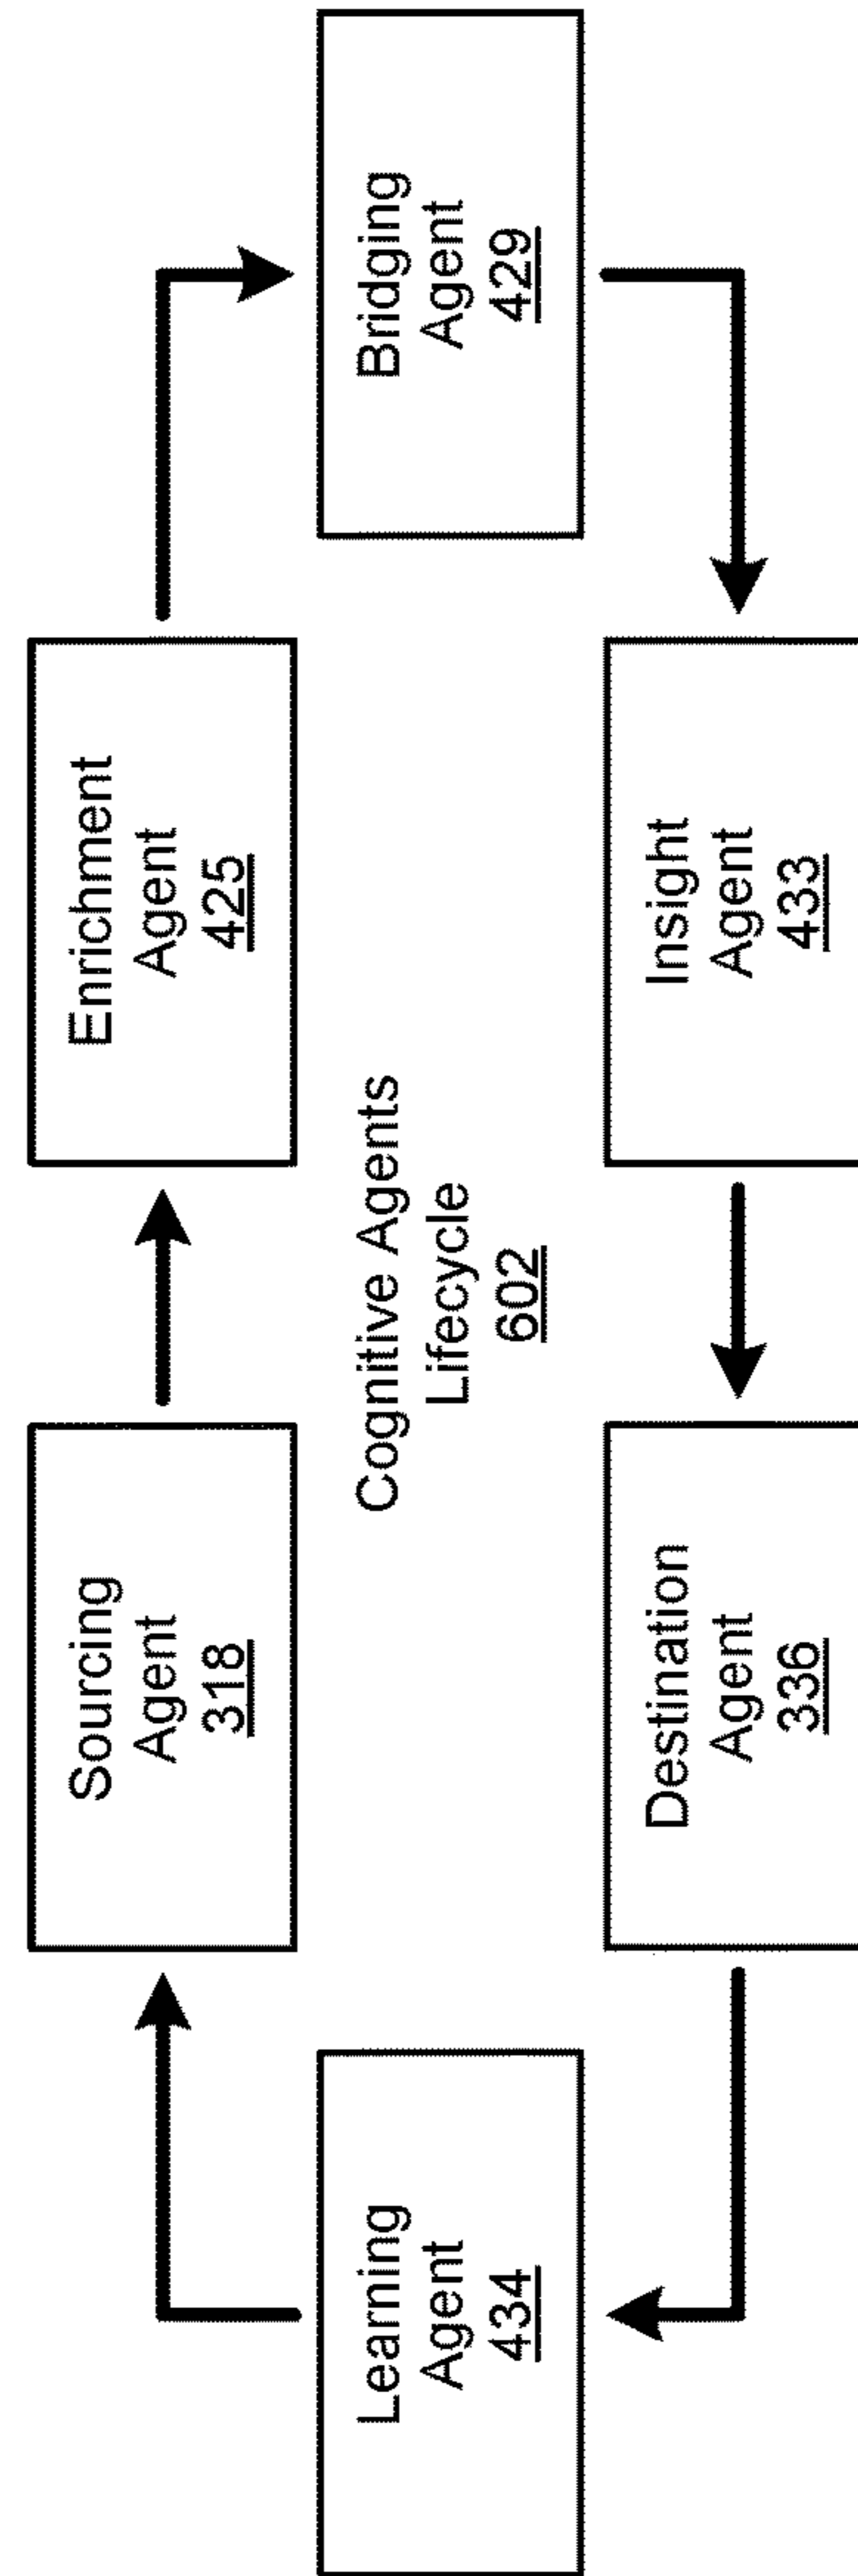 Sourcing
Agent
318
Enrichment
Agent
425
Learning
Agent
434
Cognitive Agents
Lifecycle
602
Bridging
Agent
429
Destination
Agent
336
Insight
Agent
433